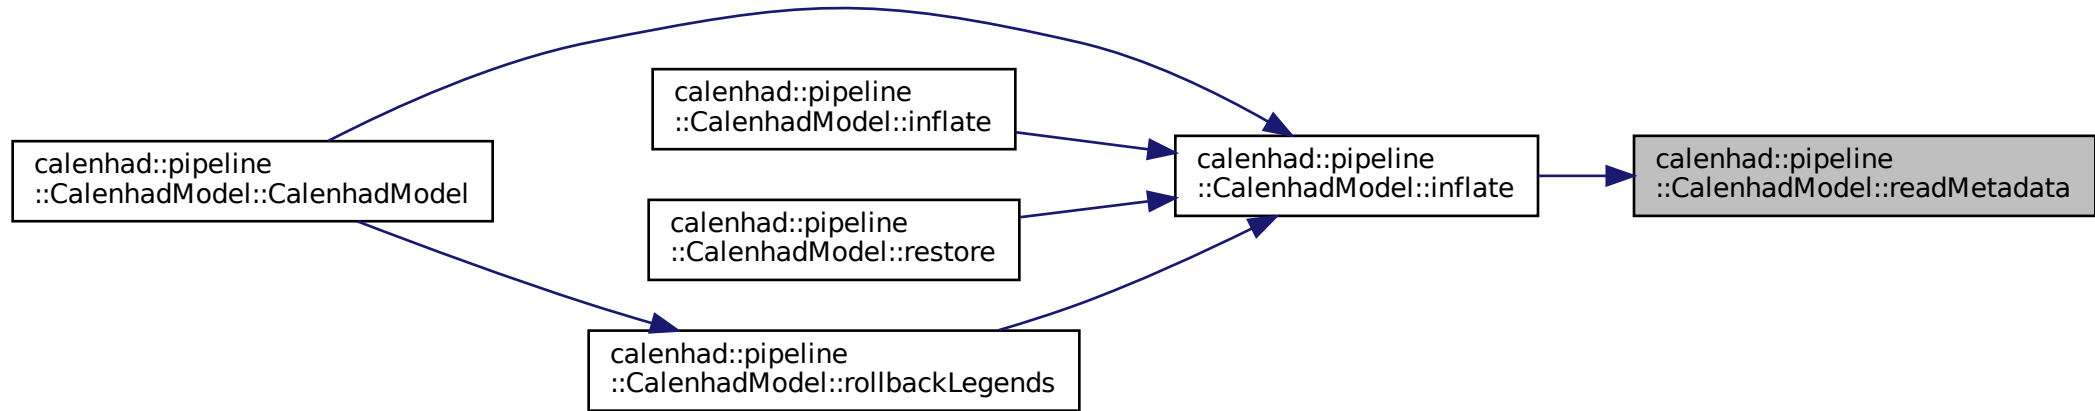 calenhad::pipeline
::CalenhadModel::CalenhadModel
calenhad::pipeline
::CalenhadModel::inflate
calenhad::pipeline
::CalenhadModel::restore
calenhad::pipeline
::CalenhadModel::rollbackLegends
calenhad::pipeline
::CalenhadModel::inflate
calenhad::pipeline
::CalenhadModel::readMetadata